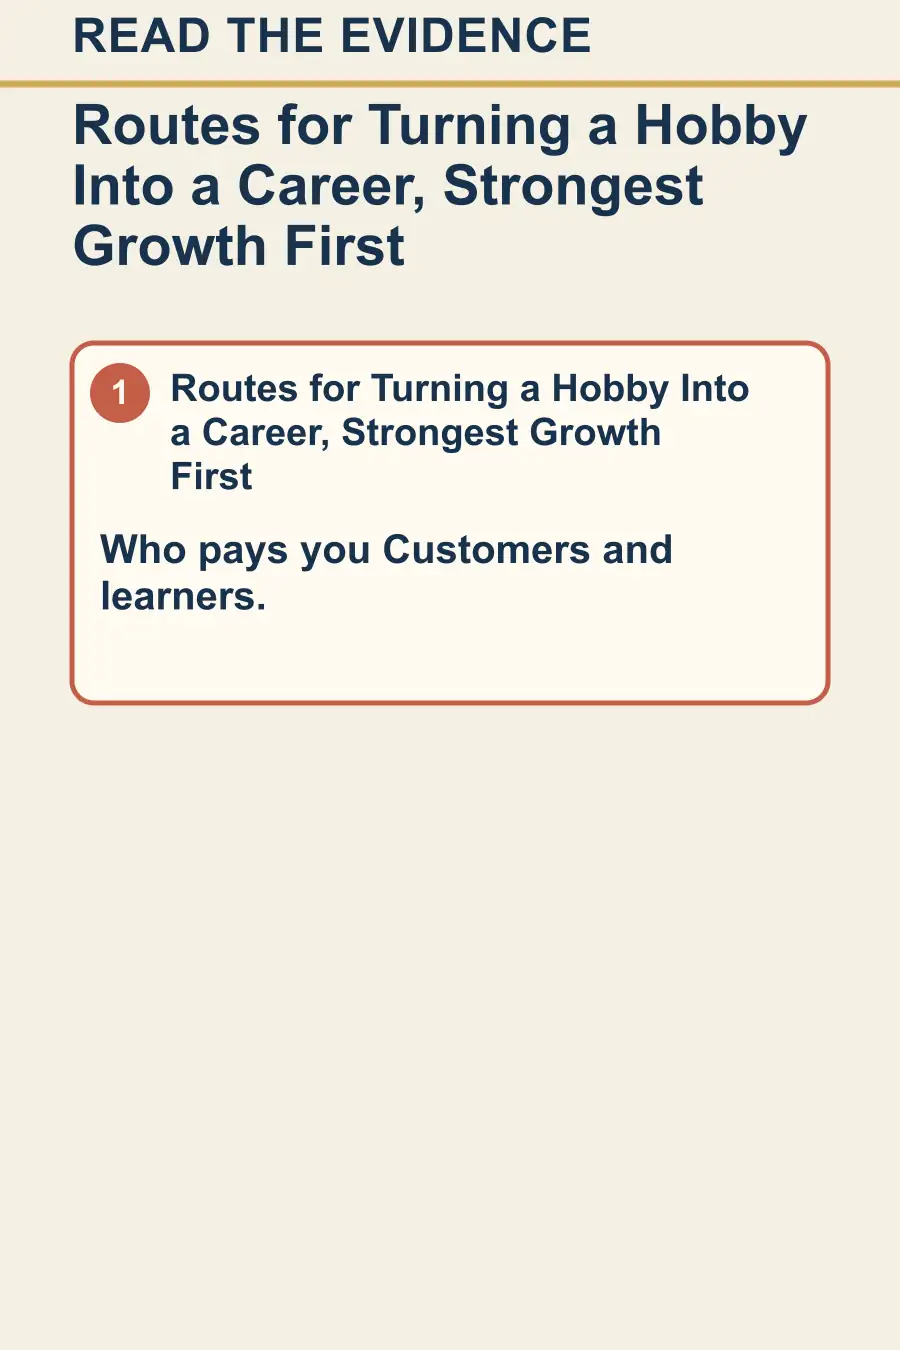 READ THE EVIDENCE
Routes for Turning a Hobby
Into a Career, Strongest
Growth First
1
Routes for Turning a Hobby Into
a Career, Strongest Growth
First
Who pays you Customers and
learners.